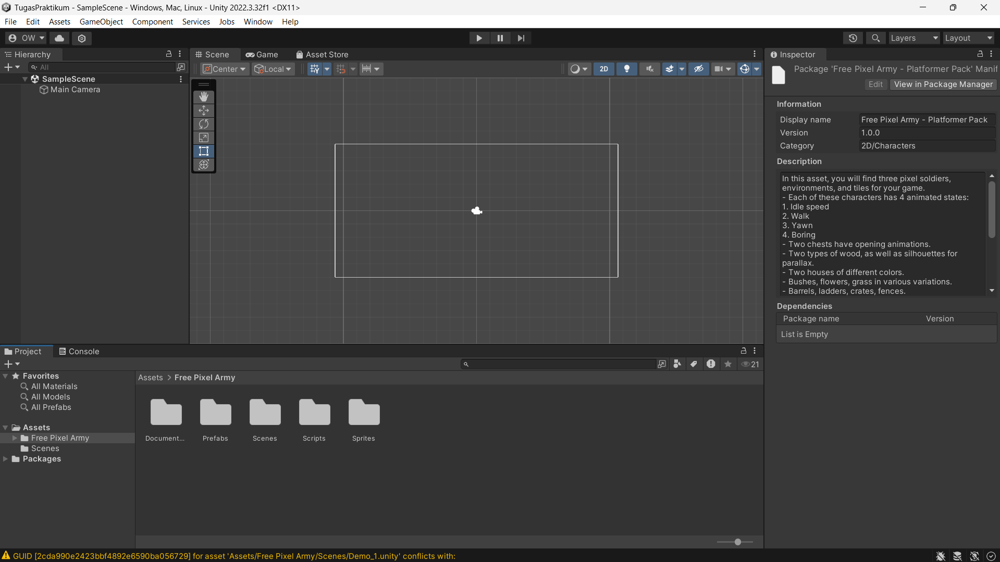 TugasPraktikum - SampleScene - Windows, Mac, Linux - Unity 2022.3.32f1 <DX11>
File Edit Assets GameObject Component Services Jobs Window Help
OW
Layers
Layout
Hierarchy
All
SampleScene
Main Camera
Scene
Game
Asset Store
Center
Local
2D
Inspector
Package 'Free Pixel Army - Platformer Pack' Manif
Edit
View in Package Manager
Information
Display name Free Pixel Army - Platformer Pack
Version 1.0.0
Category 2D/Characters
Description
In this asset, you will find three pixel soldiers,
environments, and tiles for your game.
- Each of these characters has 4 animated states:
1. Idle speed
2. Walk
3. Yawn
4. Boring
- Two chests have opening animations.
- Two types of wood, as well as silhouettes for
parallax.
- Two houses of different colors.
- Bushes, flowers, grass in various variations.
- Barrels, ladders, crates, fences.
Dependencies
Package name Version
List is Empty
Project
Console
21
Favorites
All Materials
All Models
All Prefabs
Assets
Free Pixel Army
Scenes
Packages
Assets > Free Pixel Army
Document...
Prefabs
Scenes
Scripts
Sprites
GUID [2cda990e2423bbf4892e6590ba056729] for asset 'Assets/Free Pixel Army/Scenes/Demo_1.unity' conflicts with: